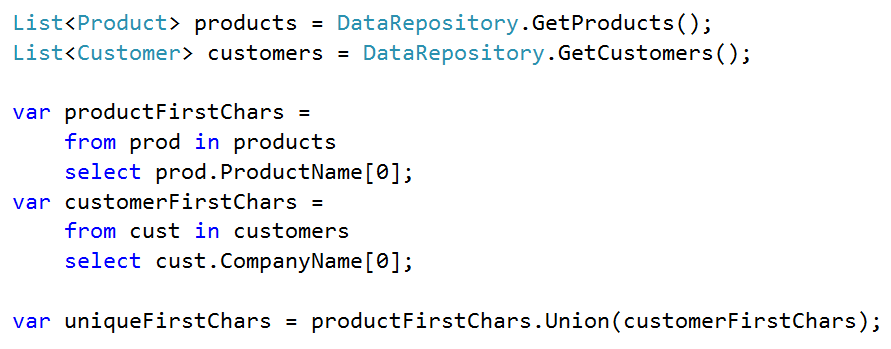 List<Product> products = DataRepository.GetProducts();
List<Customer> customers = DataRepository.GetCustomers();

var productFirstChars =
    from prod in products
    select prod.ProductName[0];
var customerFirstChars =
    from cust in customers
    select cust.CompanyName[0];

var uniqueFirstChars = productFirstChars.Union(customerFirstChars);